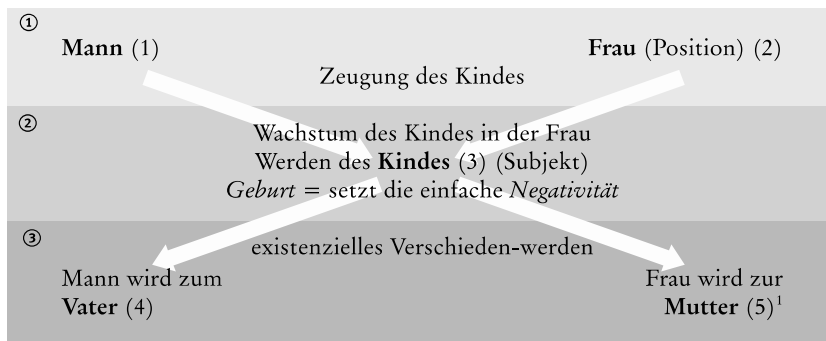 ①
Mann (1) Frau (Position) (2)
Zeugung des Kindes
②
Wachstum des Kindes in der Frau
Werden des Kindes (3) (Subjekt)
Geburt = setzt die einfache Negativität
③
existenzielles Verschieden-werden
Mann wird zum Frau wird zur
Vater (4) Mutter (5)¹